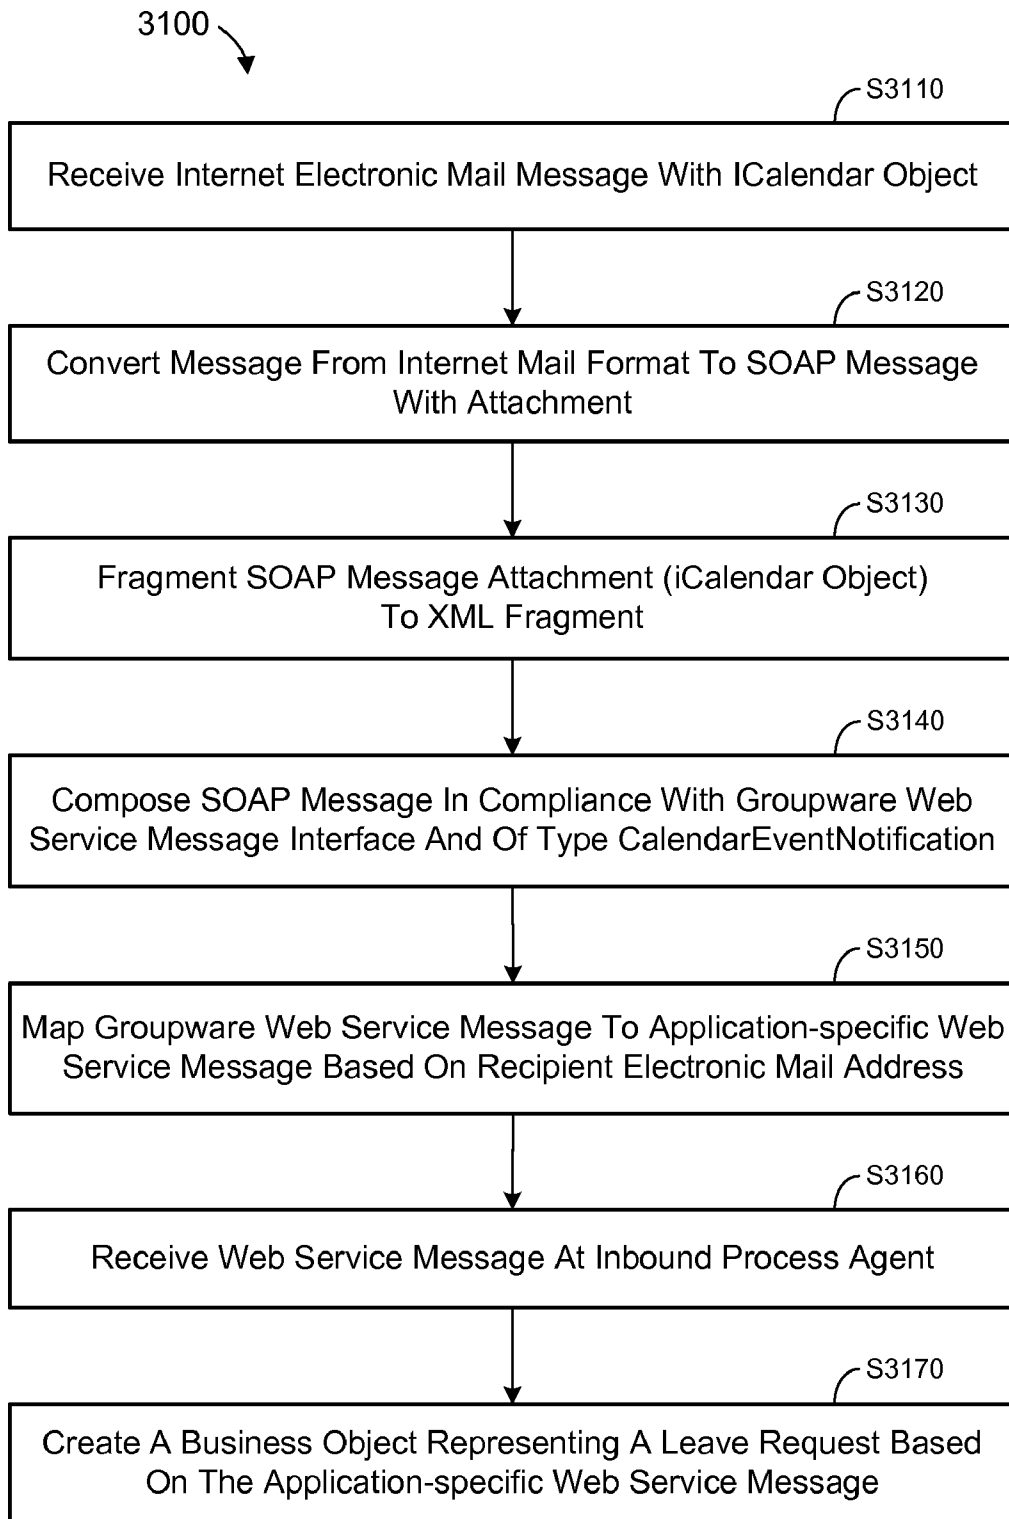 3100
S3110
Receive Internet Electronic Mail Message With ICalendar Object
S3120
Convert Message From Internet Mail Format To SOAP Message
With Attachment
S3130
Fragment SOAP Message Attachment (iCalendar Object)
To XML Fragment
S3140
Compose SOAP Message In Compliance With Groupware Web
Service Message Interface And Of Type CalendarEventNotification
S3150
Map Groupware Web Service Message To Application-specific Web
Service Message Based On Recipient Electronic Mail Address
S3160
Receive Web Service Message At Inbound Process Agent
S3170
Create A Business Object Representing A Leave Request Based
On The Application-specific Web Service Message